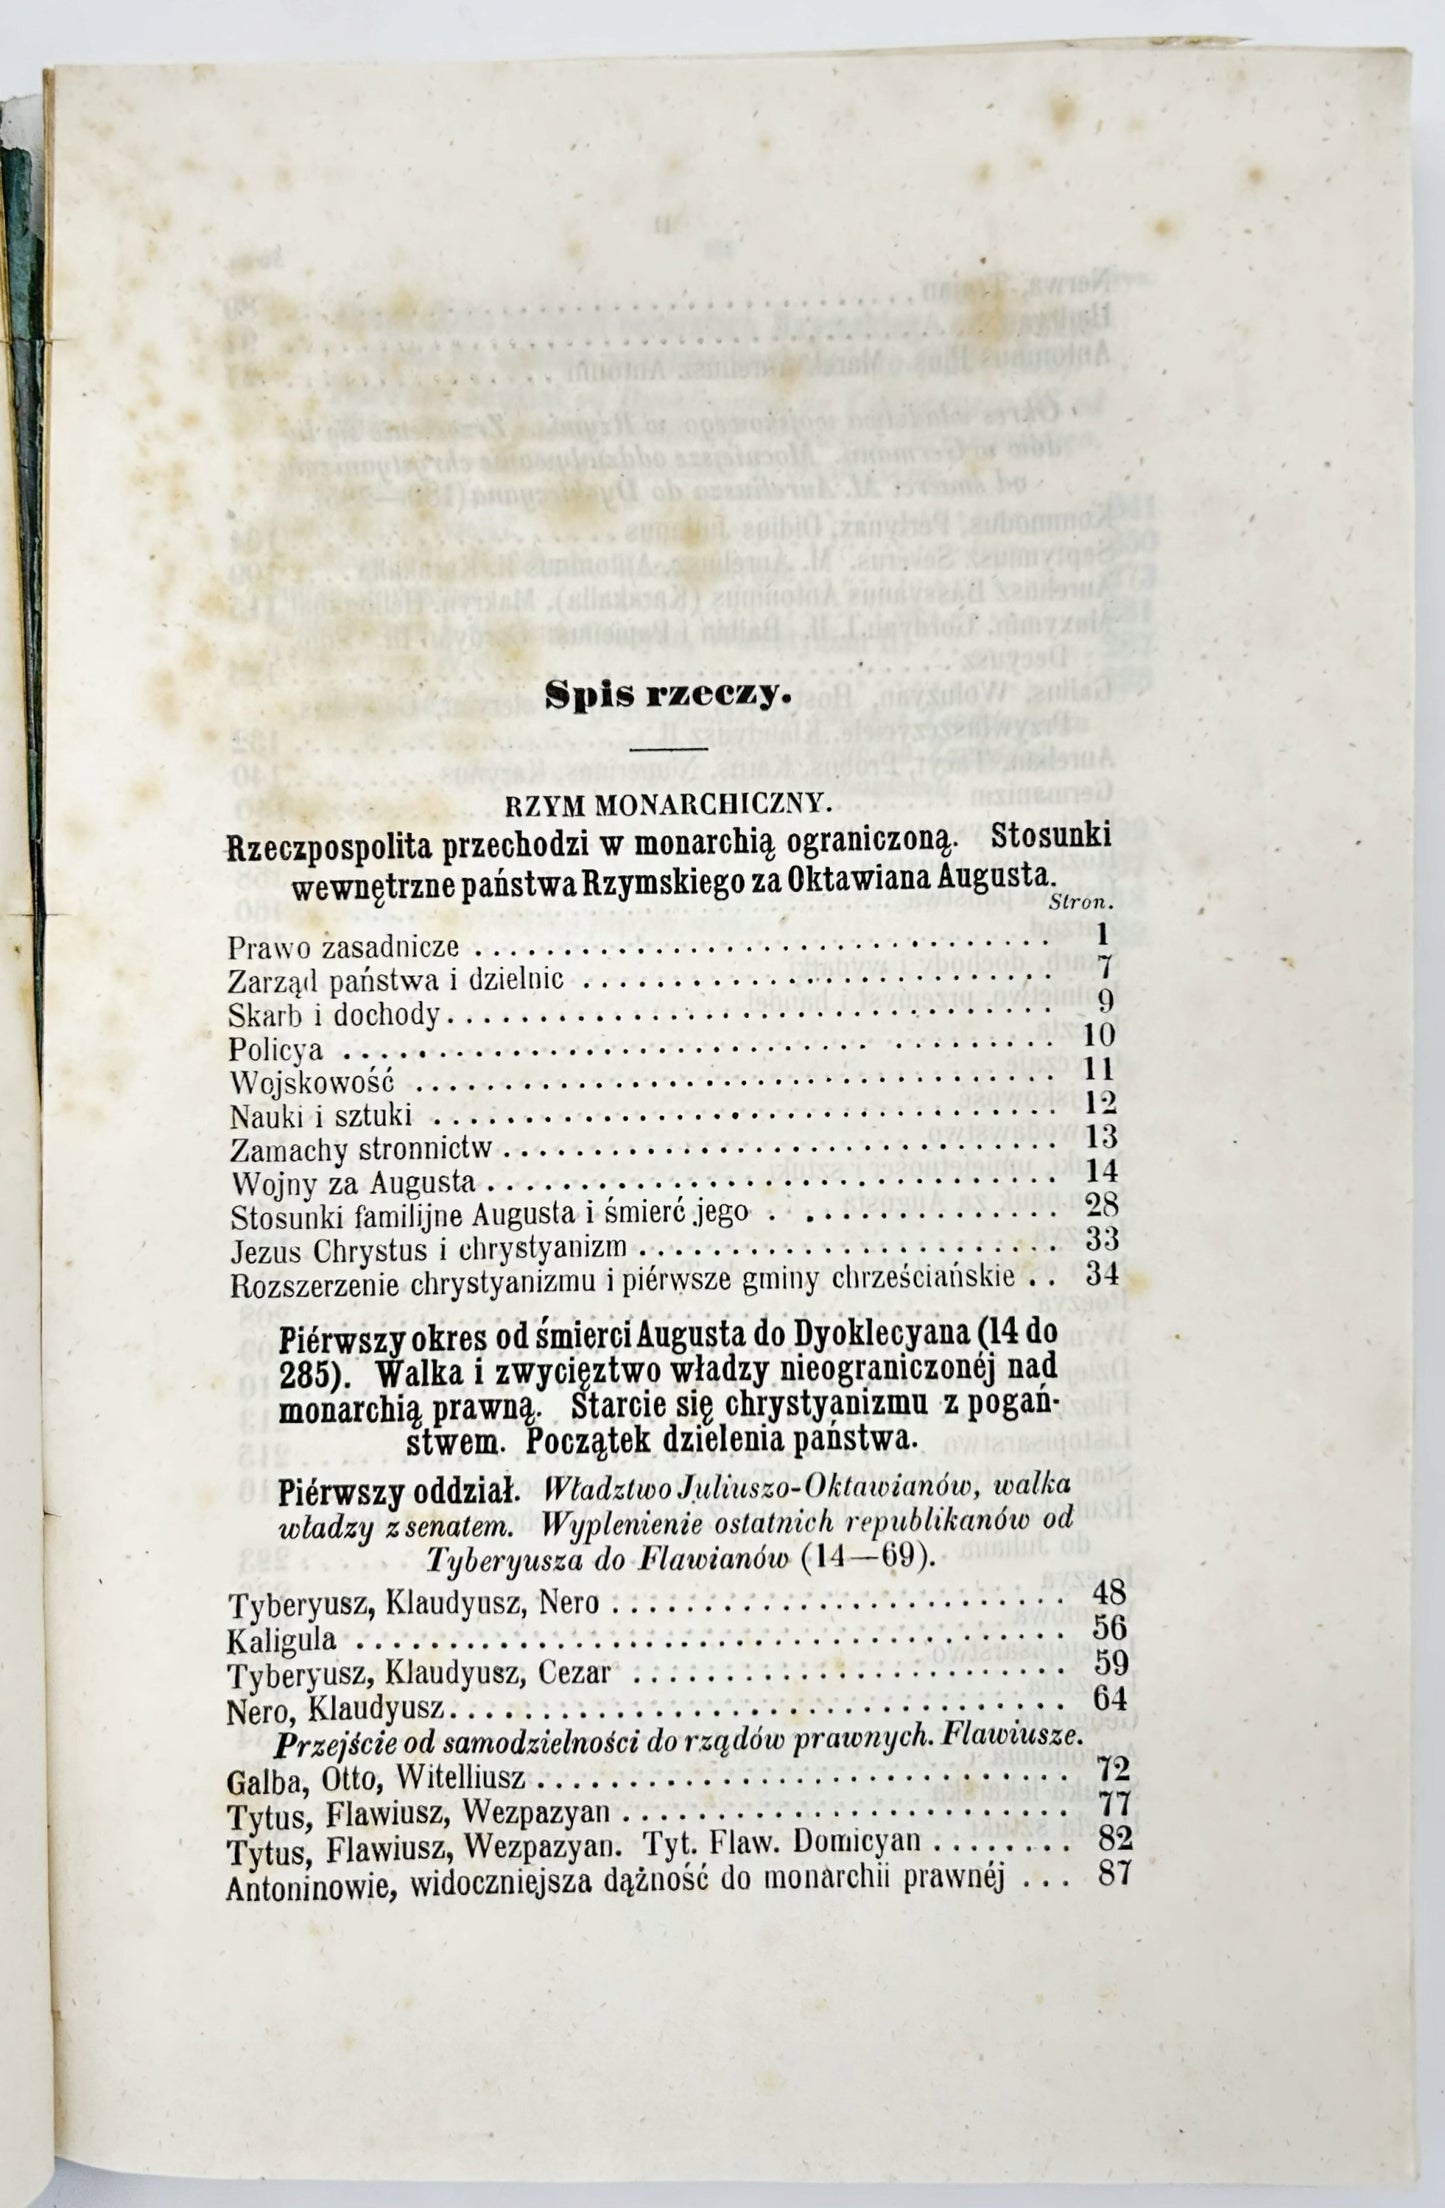 Spis rzeczy.
RZYM MONARCHICZNY.
Rzeczpospolita przechodzi w monarchią ograniczoną. Stosunki
wewnętrzne państwa Rzymskiego za Oktawiana Augusta.
Stron.
Prawo zasadnicze . . . . . . . . . . . . . . . . . . . . . . . . . . . . . . . 1
Zarząd państwa i dzielnic . . . . . . . . . . . . . . . . . . . . . . . . . 7
Skarb i dochody . . . . . . . . . . . . . . . . . . . . . . . . . . . . . . . . 9
Policya . . . . . . . . . . . . . . . . . . . . . . . . . . . . . . . . . . . . . 10
Wojskowość . . . . . . . . . . . . . . . . . . . . . . . . . . . . . . . . . . 11
Nauki i sztuki . . . . . . . . . . . . . . . . . . . . . . . . . . . . . . . . . 12
Zamachy stronnictw . . . . . . . . . . . . . . . . . . . . . . . . . . . . . 13
Wojny za Augusta . . . . . . . . . . . . . . . . . . . . . . . . . . . . . . 14
Stosunki familijne Augusta i śmierć jego . . . . . . . . . . . . . . . 28
Jezus Chrystus i chrystyanizm . . . . . . . . . . . . . . . . . . . . . . 33
Rozszerzenie chrystyanizmu i piérwsze gminy chrześciańskie . . 34
Piérwszy okres od śmierci Augusta do Dyoklecyana (14 do
285). Walka i zwycięztwo władzy nieograniczonéj nad
monarchią prawną. Starcie się chrystyanizmu z pogań-
stwem. Początek dzielenia państwa.
Piérwszy oddział. Władztwo Juliuszo-Oktawianów, walka
władzy z senatem. Wyplenienie ostatnich republikanów od
Tyberyusza do Flawianów (14—69).
Tyberyusz, Klaudyusz, Nero . . . . . . . . . . . . . . . . . . . . . . . . 48
Kaligula . . . . . . . . . . . . . . . . . . . . . . . . . . . . . . . . . . . . . 56
Tyberyusz, Klaudyusz, Cezar . . . . . . . . . . . . . . . . . . . . . . . 59
Nero, Klaudyusz . . . . . . . . . . . . . . . . . . . . . . . . . . . . . . . . 64
Przejście od samodzielności do rządów prawnych. Flawiusze.
Galba, Otto, Witelliusz . . . . . . . . . . . . . . . . . . . . . . . . . . . . 72
Tytus, Flawiusz, Wezpazyan . . . . . . . . . . . . . . . . . . . . . . . . 77
Tytus, Flawiusz, Wezpazyan. Tyt. Flaw. Domicyan . . . . . . . . 82
Antoninowie, widoczniejsza dążność do monarchii prawnéj . . . 87